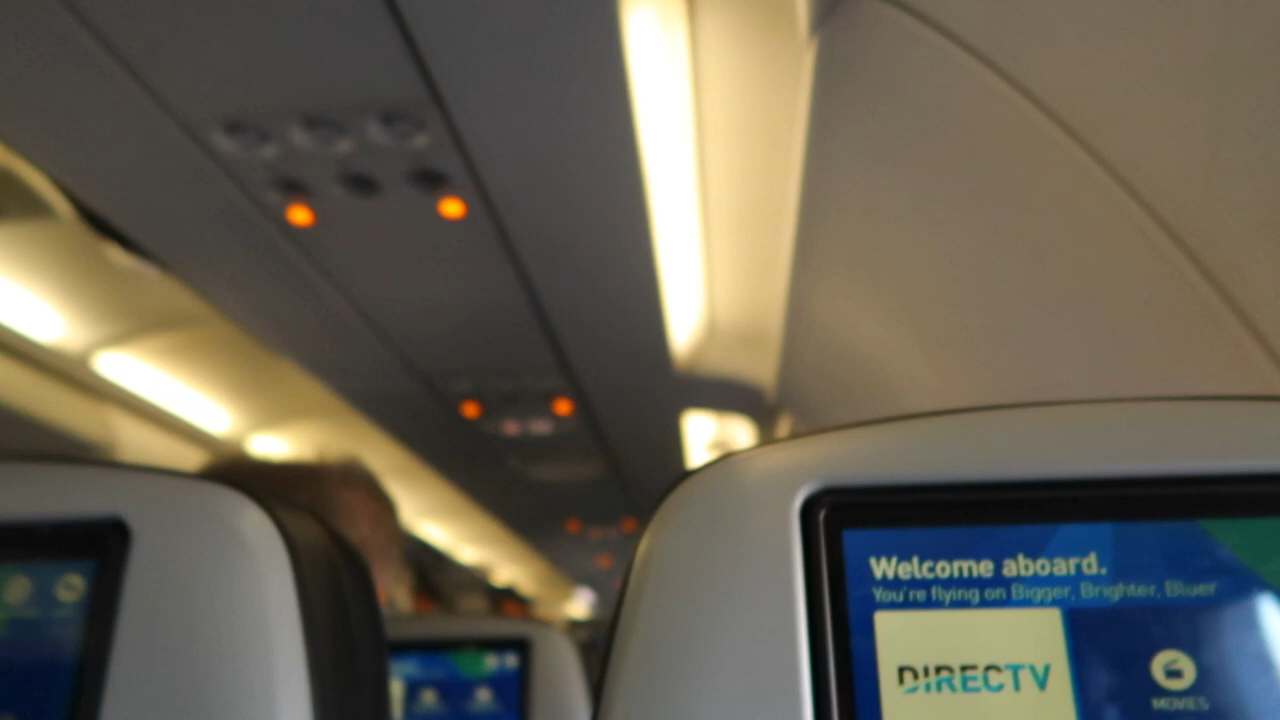 Welcome aboard.
You're flying on Bigger, Brighter, Bluer
DIRECTV
MOVIES